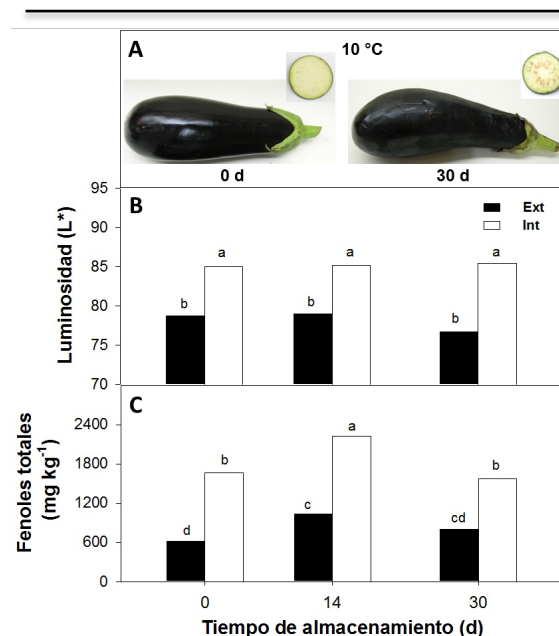 A
10 °C
0 d
30 d
B
Ext
Int
Luminosidad (L*)
95
90
85
80
75
70
b
a
b
a
b
a
C
Fenoles totales
(mg kg-1)
2400
1800
1200
600
0
d
b
c
a
cd
b
0
14
30
Tiempo de almacenamiento (d)